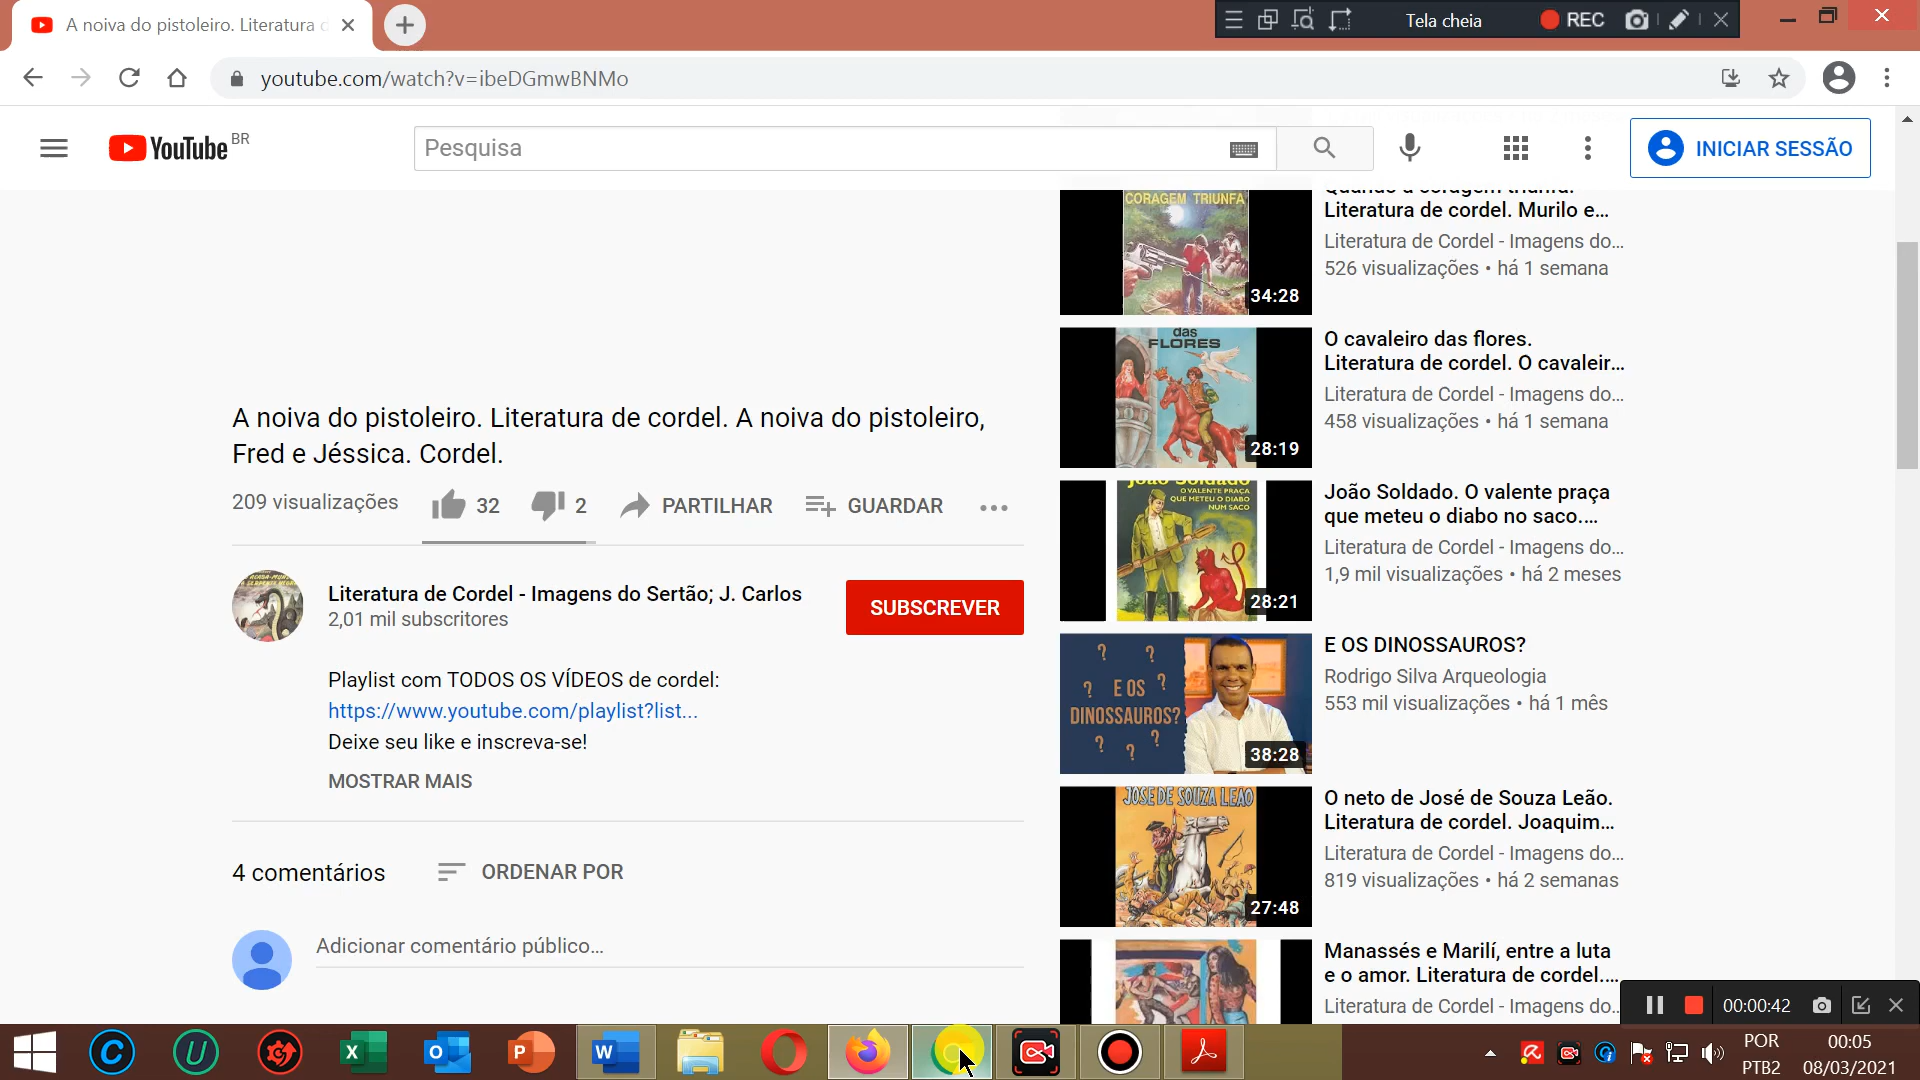 A noiva do pistoleiro. Literatura d
Tela cheia
REC
youtube.com/watch?v=ibeDGmwBNMo
YouTube BR
Pesquisa
INICIAR SESSÃO
A noiva do pistoleiro. Literatura de cordel. A noiva do pistoleiro,
Fred e Jéssica. Cordel.
209 visualizações
32
2
PARTILHAR
GUARDAR
Literatura de Cordel - Imagens do Sertão; J. Carlos
2,01 mil subscritores
SUBSCREVER
Playlist com TODOS OS VÍDEOS de cordel:
https://www.youtube.com/playlist?list...
Deixe seu like e inscreva-se!
MOSTRAR MAIS
4 comentários
ORDENAR POR
Adicionar comentário público...
CORAGEM TRIUNFA
34:28
Quando a coragem triunfa.
Literatura de cordel. Murilo e...
Literatura de Cordel - Imagens do...
526 visualizações • há 1 semana
das
FLORES
28:19
O cavaleiro das flores.
Literatura de cordel. O cavaleir...
Literatura de Cordel - Imagens do...
458 visualizações • há 1 semana
João Soldado
O VALENTE PRAÇA
QUE METEU O DIABO
NUM SACO
28:21
João Soldado. O valente praça
que meteu o diabo no saco....
Literatura de Cordel - Imagens do...
1,9 mil visualizações • há 2 meses
? ? ? ?
E OS
DINOSSAUROS?
? ? ?
38:28
E OS DINOSSAUROS?
Rodrigo Silva Arqueologia
553 mil visualizações • há 1 mês
JOSÉ DE SOUZA LEÃO
27:48
O neto de José de Souza Leão.
Literatura de cordel. Joaquim...
Literatura de Cordel - Imagens do...
819 visualizações • há 2 semanas
Manassés e Marilí, entre a luta
e o amor. Literatura de cordel....
Literatura de Cordel - Imagens do..
00:00:42
POR
PTB2
00:05
08/03/2021